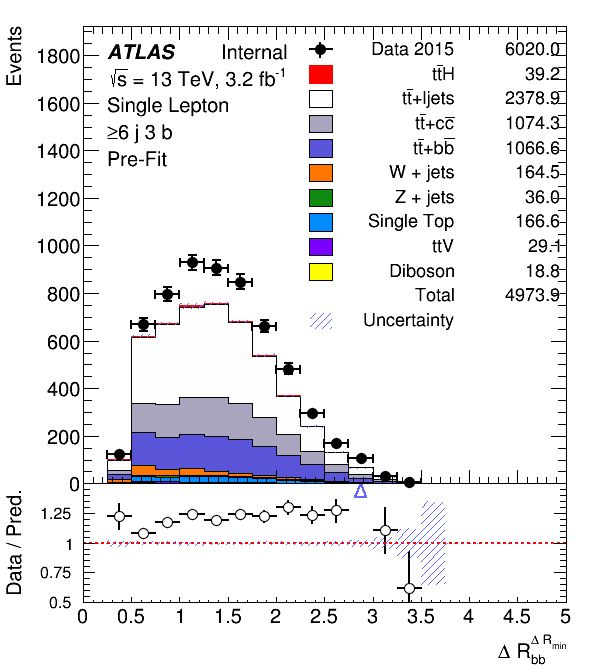 Events
1800
1600
1400
1200
1000
800
600
400
200
0
ATLAS Internal
√s = 13 TeV, 3.2 fb⁻¹
Single Lepton
≥6 j 3 b
Pre-Fit
Data 2015 6020.0
tt̄H 39.2
tt̄+ljets 2378.9
tt̄+cc̄ 1074.3
tt̄+bb̄ 1066.6
W + jets 164.5
Z + jets 36.0
Single Top 166.6
ttV 29.1
Diboson 18.8
Total 4973.9
Uncertainty
Data / Pred.
1.25
1
0.75
0.5
0 0.5 1 1.5 2 2.5 3 3.5 4 4.5 5
Δ R_bb^Δ R_min